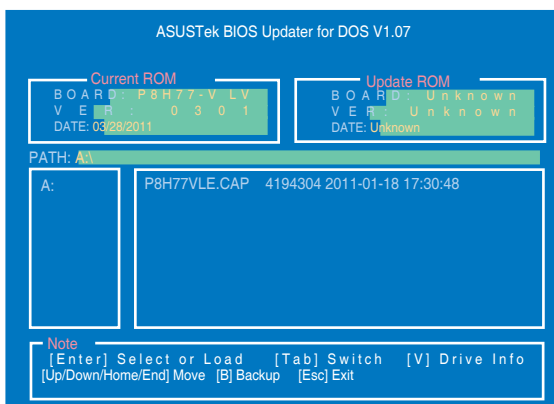 ASUSTek BIOS Updater for DOS V1.07
Current ROM
BOARD: P8H77-V LV
VER: 0301
DATE: 03/28/2011
Update ROM
BOARD: Unknown
VER: Unknown
DATE: Unknown
PATH: A:\
A:
P8H77VLE.CAP 4194304 2011-01-18 17:30:48
Note
[Enter] Select or Load [Tab] Switch [V] Drive Info
[Up/Down/Home/End] Move [B] Backup [Esc] Exit